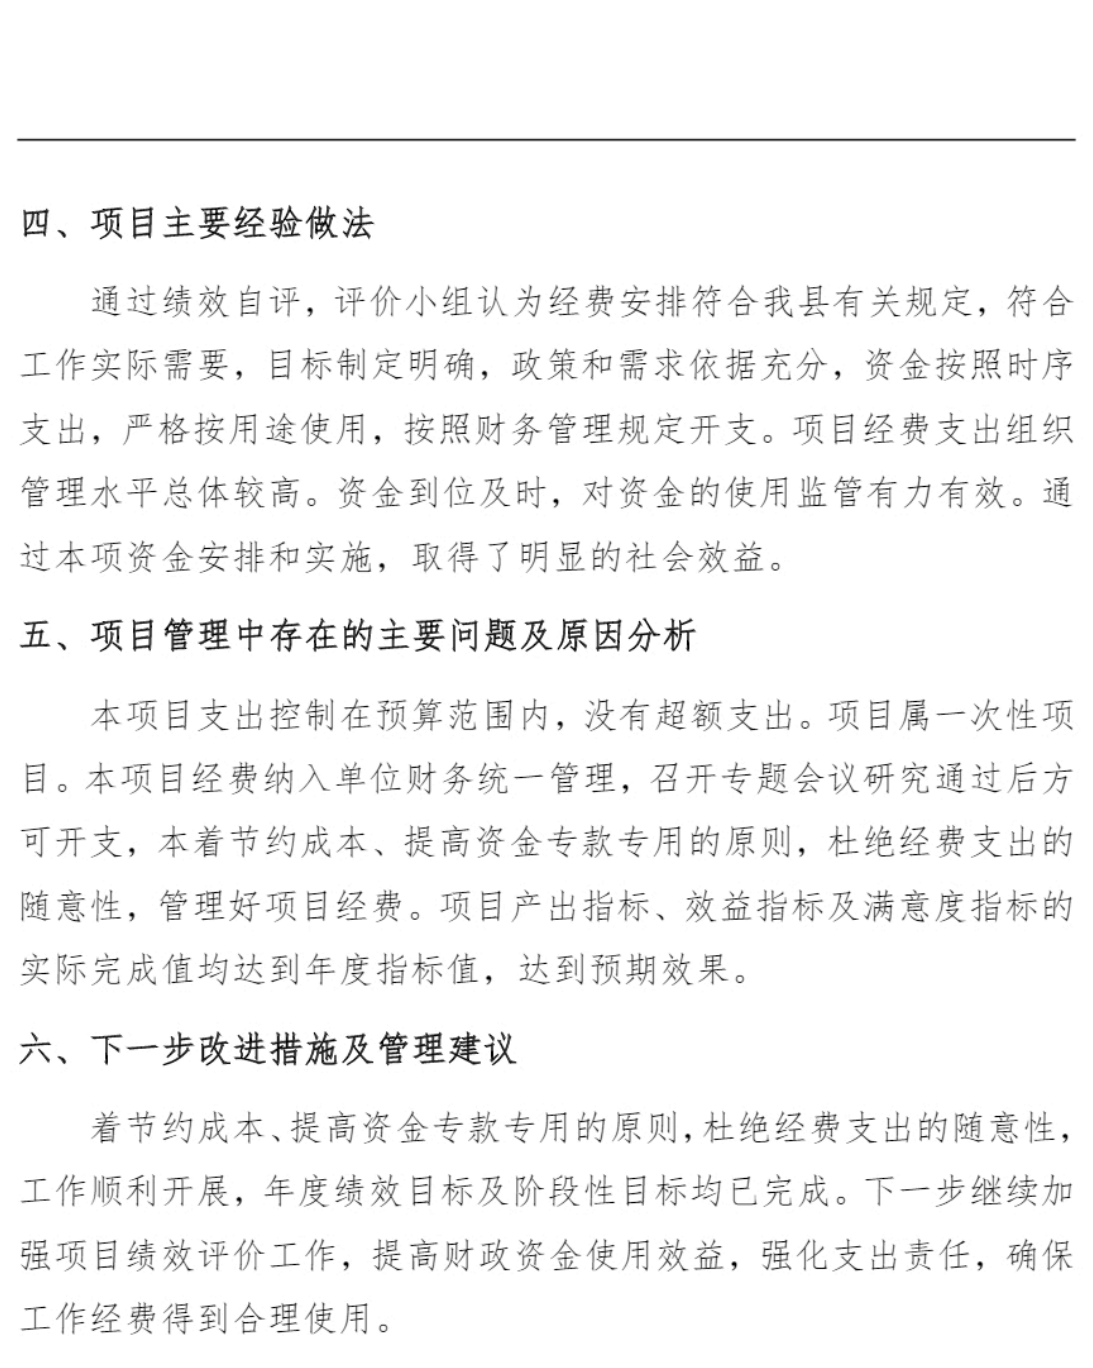 四、项目主要经验做法
通过绩效自评，评价小组认为经费安排符合我县有关规定，符合
工作实际需要，目标制定明确，政策和需求依据充分，资金按照时序
支出，严格按用途使用，按照财务管理规定开支。项目经费支出组织
管理水平总体较高。资金到位及时，对资金的使用监管有力有效。通
过本项资金安排和实施，取得了明显的社会效益。
五、项目管理中存在的主要问题及原因分析
本项目支出控制在预算范围内，没有超额支出。项目属一次性项
目。本项目经费纳入单位财务统一管理，召开专题会议研究通过后方
可开支，本着节约成本、提高资金专款专用的原则，杜绝经费支出的
随意性，管理好项目经费。项目产出指标、效益指标及满意度指标的
实际完成值均达到年度指标值，达到预期效果。
六、下一步改进措施及管理建议
着节约成本、提高资金专款专用的原则，杜绝经费支出的随意性，
工作顺利开展，年度绩效目标及阶段性目标均已完成。下一步继续加
强项目绩效评价工作，提高财政资金使用效益，强化支出责任，确保
工作经费得到合理使用。